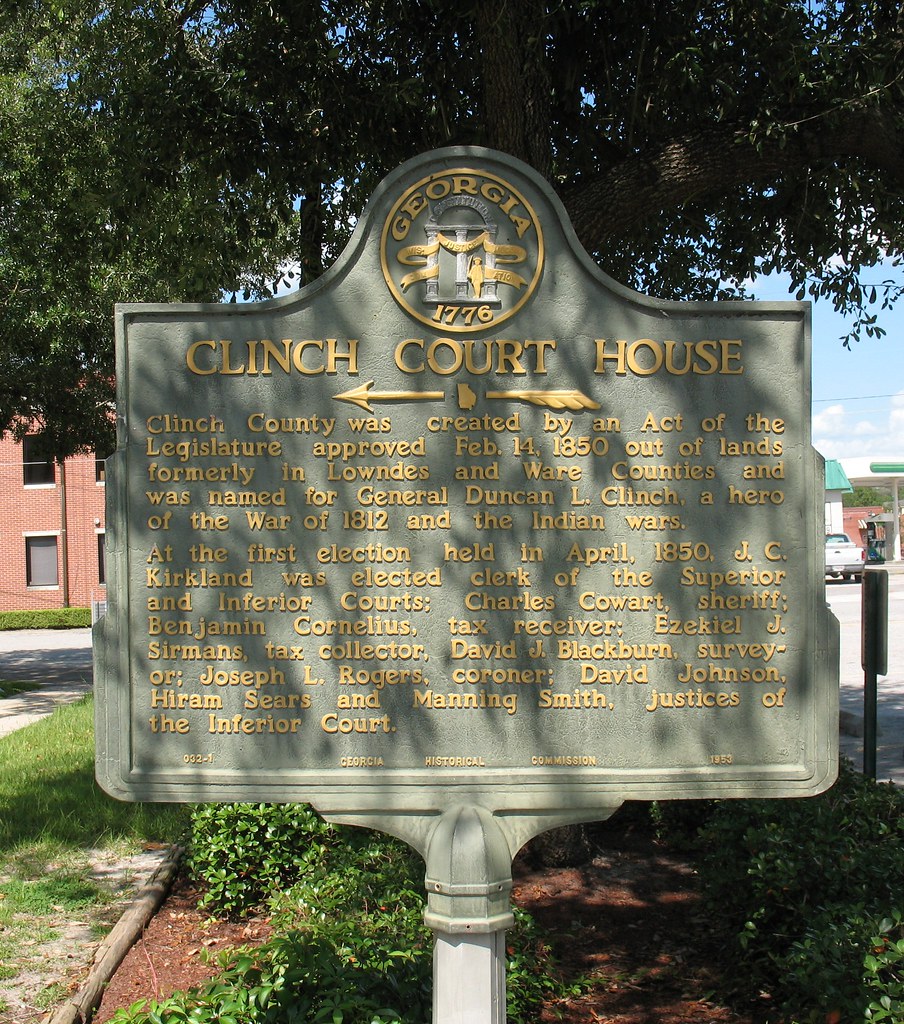 GEORGIA
JUSTICE
1776
CLINCH COURT HOUSE
Clinch County was created by an Act of the
Legislature approved Feb. 14, 1850 out of lands
formerly in Lowndes and Ware Counties and
was named for General Duncan L. Clinch, a hero
of the War of 1812 and the Indian wars.
At the first election held in April, 1850, J. C.
Kirkland was elected clerk of the Superior
and Inferior Courts; Charles Cowart, sheriff;
Benjamin Cornelius, tax receiver; Ezekiel J.
Sirmans, tax collector, David J. Blackburn, survey-
or; Joseph L. Rogers, coroner; David Johnson,
Hiram Sears and Manning Smith, justices of
the Inferior Court.
032-1 GEORGIA HISTORICAL COMMISSION 1953